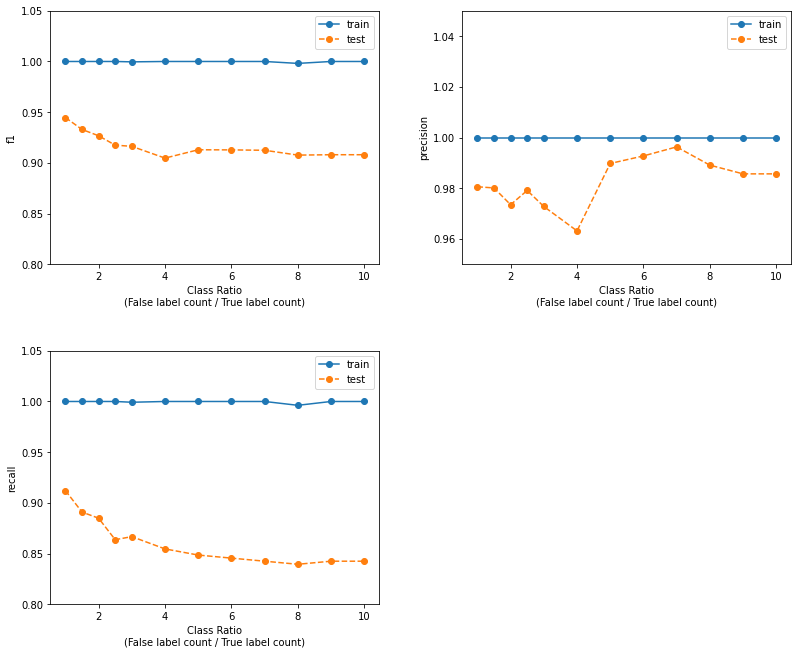 1.05
1.00
0.95
0.90
0.85
0.80
f1
train
test
2 4 6 8 10
Class Ratio
(False label count / True label count)
1.04
1.02
1.00
0.98
0.96
precision
train
test
2 4 6 8 10
Class Ratio
(False label count / True label count)
1.05
1.00
0.95
0.90
0.85
0.80
recall
train
test
2 4 6 8 10
Class Ratio
(False label count / True label count)